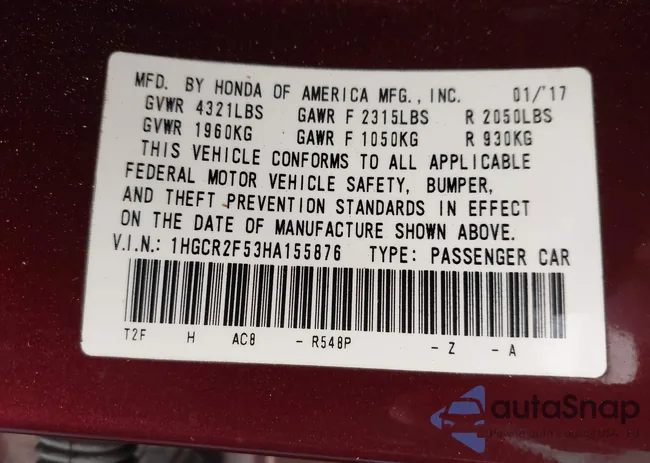 MFD. BY HONDA OF AMERICA MFG., INC. 01/'17
GVWR 4321LBS GAWR F 2315LBS R 2050LBS
GVWR 1960KG GAWR F 1050KG R 930KG
THIS VEHICLE CONFORMS TO ALL APPLICABLE
FEDERAL MOTOR VEHICLE SAFETY, BUMPER,
AND THEFT PREVENTION STANDARDS IN EFFECT
ON THE DATE OF MANUFACTURE SHOWN ABOVE.
V.I.N.: 1HGCR2F53HA155876 TYPE: PASSENGER CAR
T2F H AC8 - R548P - Z - A
autaSnap